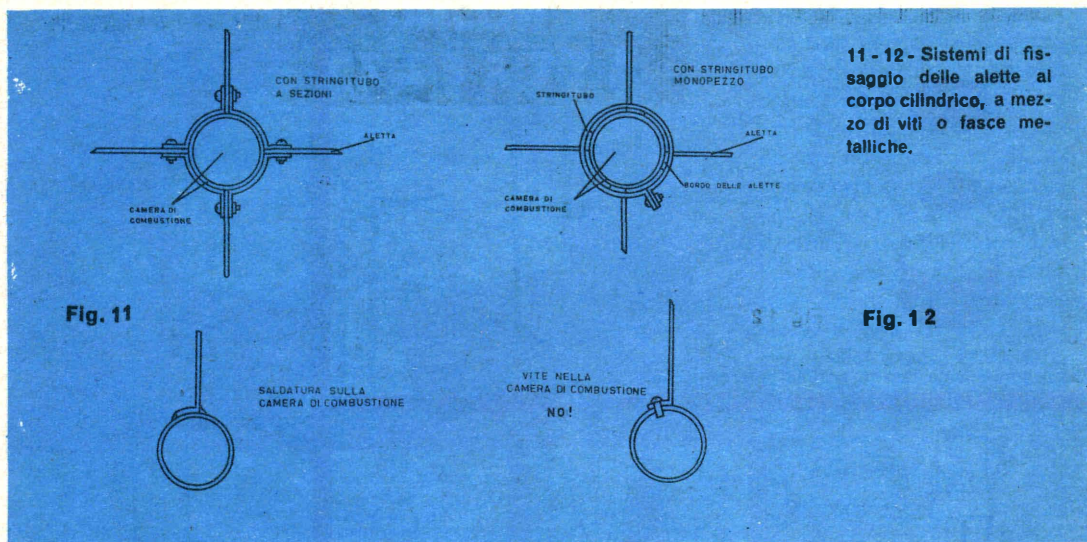 CON STRINGITUBO
A SEZIONI
ALETTA
CAMERA DI
COMBUSTIONE
CON STRINGITUBO
MONOPEZZO
STRINGITUBO
ALETTA
BORDO DELLE ALETTE
CAMERA DI
COMBUSTIONE
11 - 12 - Sistemi di fis-
saggio delle alette al
corpo cilindrico, a mez-
zo di viti o fasce me-
talliche.
Fig. 11
Fig. 12
SALDATURA SULLA
CAMERA DI COMBUSTIONE
VITE NELLA
CAMERA DI COMBUSTIONE
NO!